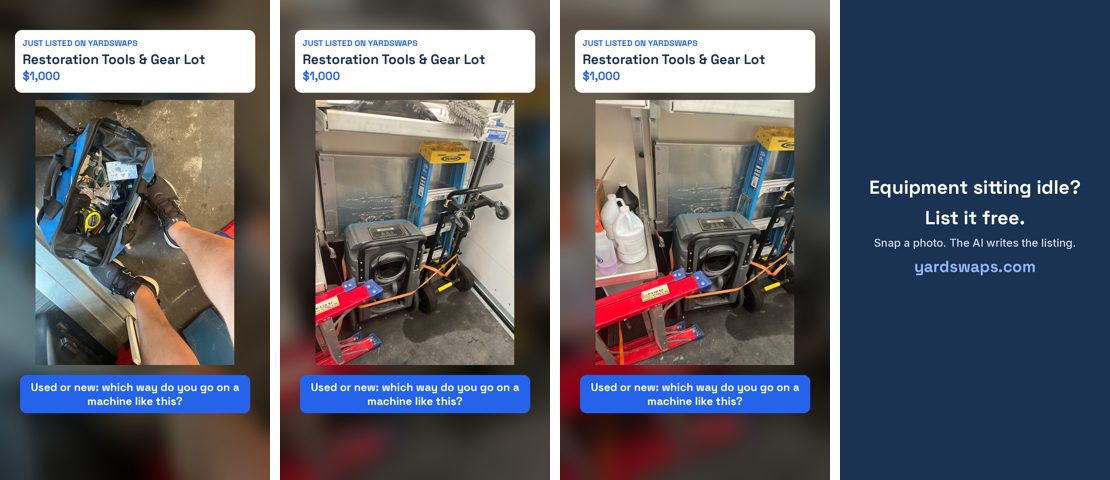 JUST LISTED ON YARDSWAPS
Restoration Tools & Gear Lot
$1,000
Used or new: which way do you go on a
machine like this?
JUST LISTED ON YARDSWAPS
Restoration Tools & Gear Lot
$1,000
Used or new: which way do you go on a
machine like this?
JUST LISTED ON YARDSWAPS
Restoration Tools & Gear Lot
$1,000
Used or new: which way do you go on a
machine like this?
Equipment sitting idle?
List it free.
Snap a photo. The AI writes the listing.
yardswaps.com